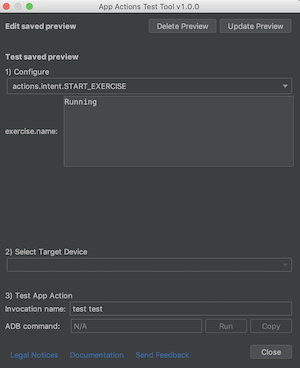 App Actions Test Tool v1.0.0
Edit saved preview
Delete Preview
Update Preview
Test saved preview
1) Configure
actions.intent.START_EXERCISE
Running
exercise.name:
2) Select Target Device
3) Test App Action
Invocation name: test test
ADB command: N/A Run Copy
Legal Notices Documentation Send Feedback
Close